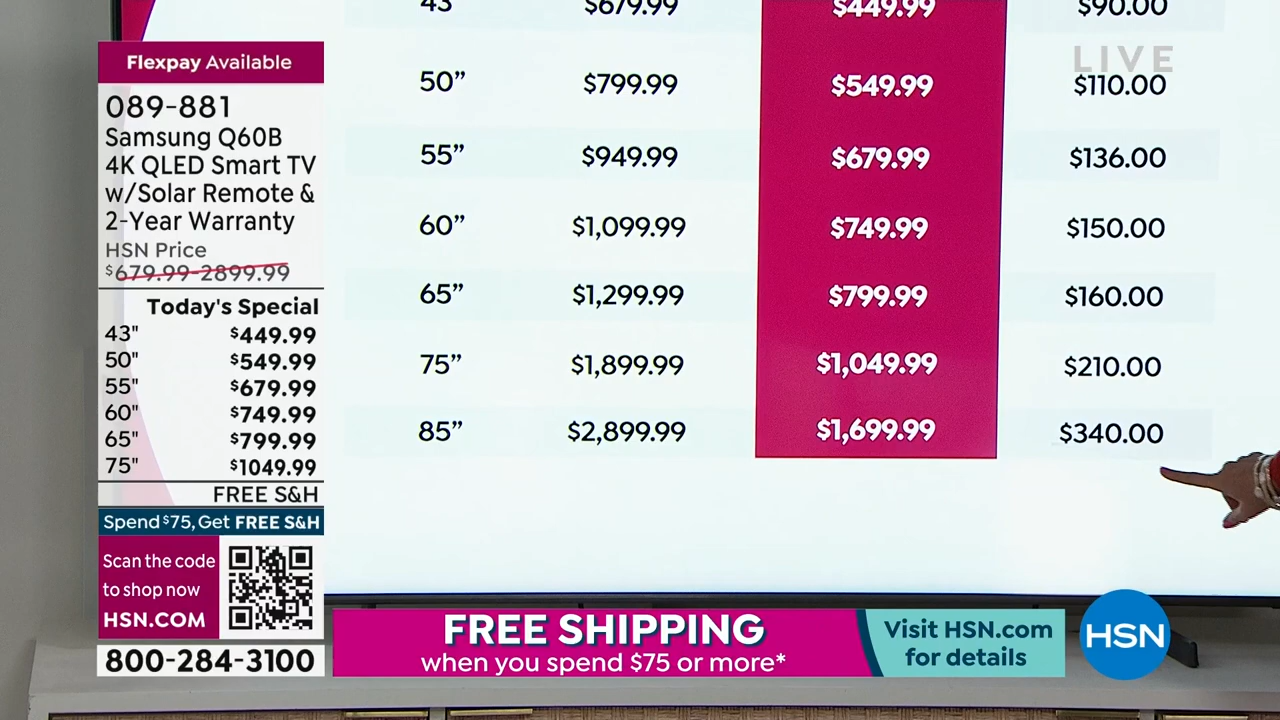 Flexpay Available
089-881
Samsung Q60B
4K QLED Smart TV
w/Solar Remote &
2-Year Warranty
HSN Price
$679.99-2899.99
Today's Special
43" $449.99
50" $549.99
55" $679.99
60" $749.99
65" $799.99
75" $1049.99
FREE S&H
Spend $75, Get FREE S&H
Scan the code
to shop now
HSN.COM
800-284-3100
43” $679.99 $449.99 $90.00
LIVE
50” $799.99 $549.99 $110.00
55” $949.99 $679.99 $136.00
60” $1,099.99 $749.99 $150.00
65” $1,299.99 $799.99 $160.00
75” $1,899.99 $1,049.99 $210.00
85” $2,899.99 $1,699.99 $340.00
FREE SHIPPING
when you spend $75 or more*
Visit HSN.com
for details
HSN